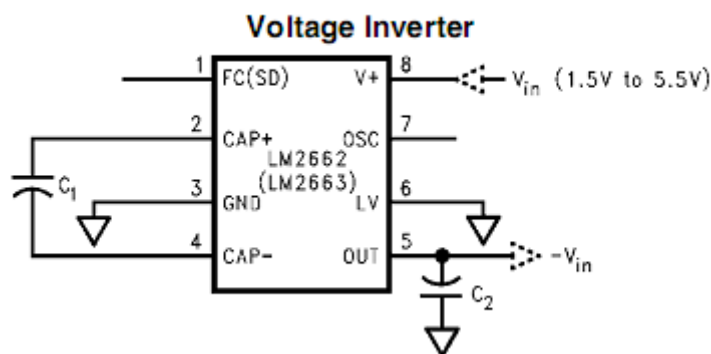 Voltage Inverter
1 FC(SD) V+ 8 Vin (1.5V to 5.5V)
2 CAP+ OSC 7
LM2662
(LM2663)
C1
3 GND LV 6
4 CAP- OUT 5 -Vin
C2